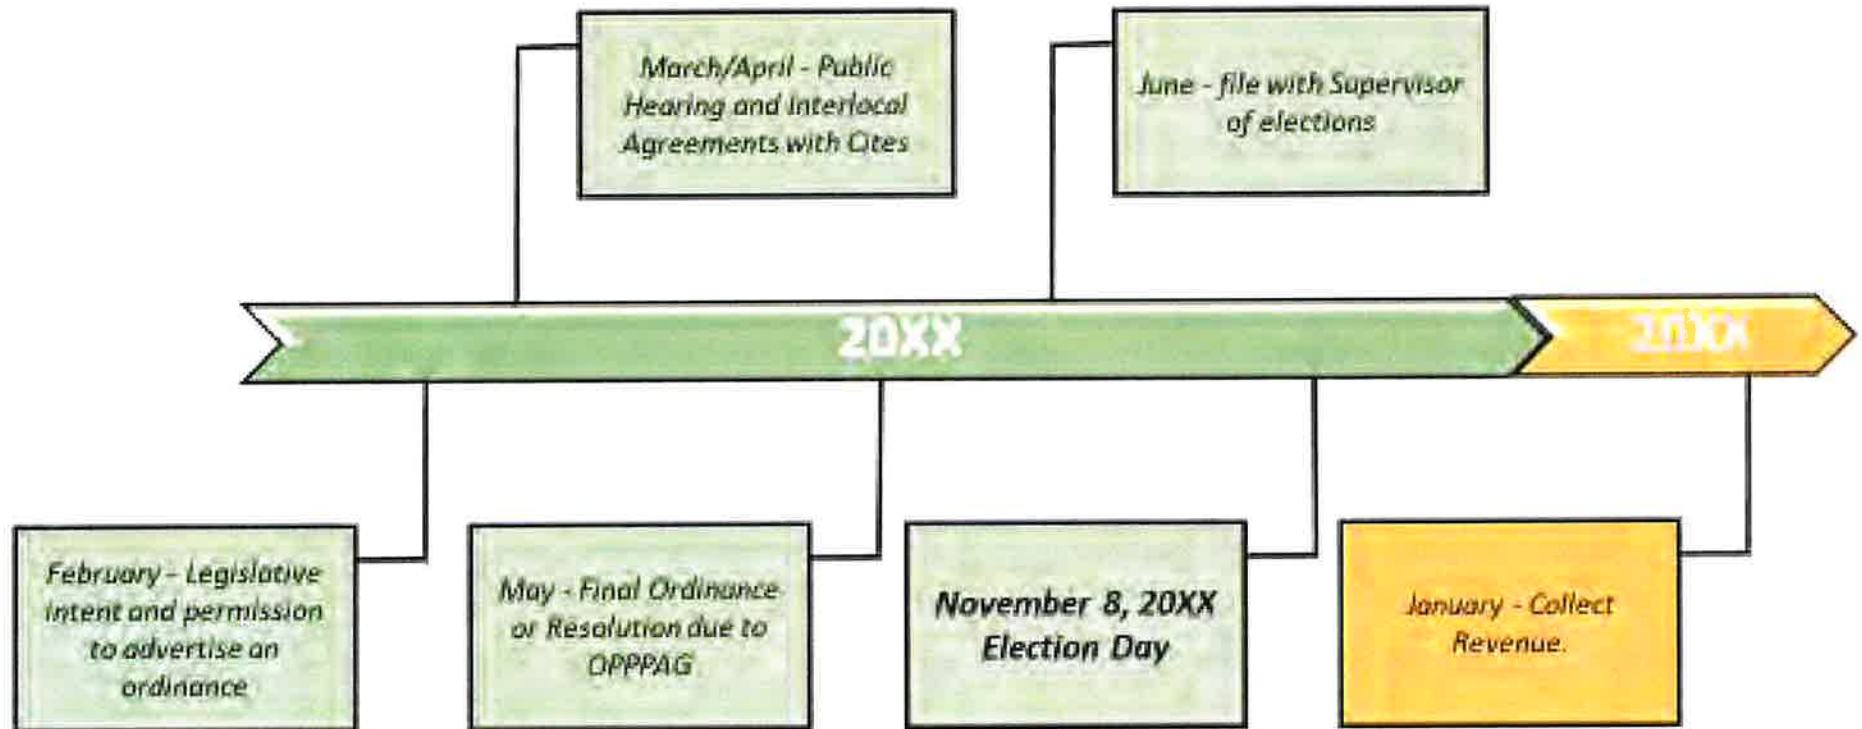 March/April - Public
Hearing and Interlocal
Agreements with Cites
June - file with Supervisor
of elections
20XX
20XX
February - Legislative
intent and permission
to advertise an
ordinance
May - Final Ordinance
or Resolution due to
OPPPAG
November 8, 20XX
Election Day
January - Collect
Revenue.